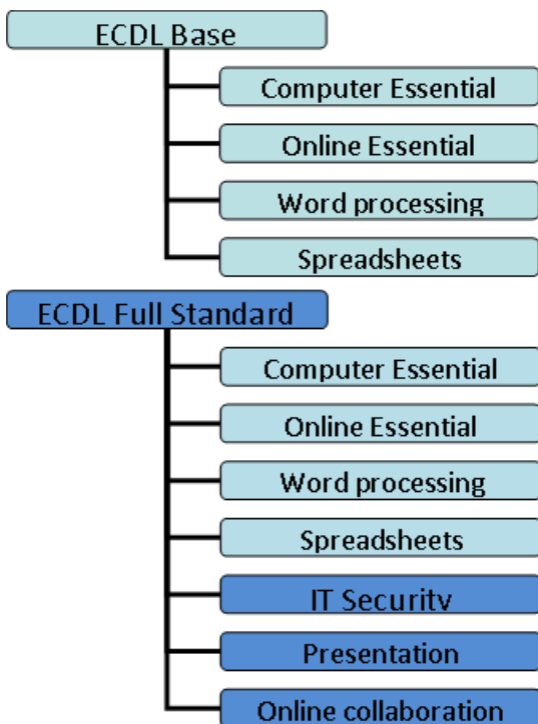 ECDL Base
Computer Essential
Online Essential
Word processing
Spreadsheets
ECDL Full Standard
Computer Essential
Online Essential
Word processing
Spreadsheets
IT Security
Presentation
Online collaboration